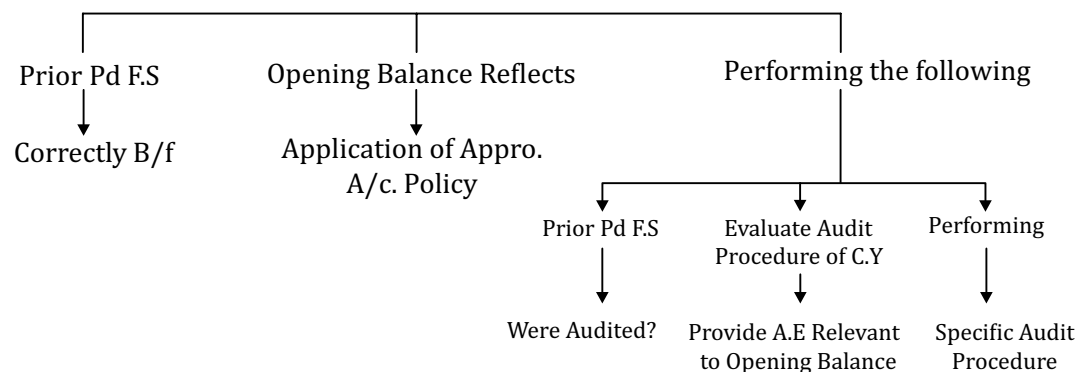 Prior Pd F.S
Correctly B/f
Opening Balance Reflects
Application of Appro.
A/c. Policy
Performing the following
Prior Pd F.S
Were Audited?
Evaluate Audit
Procedure of C.Y
Provide A.E Relevant
to Opening Balance
Performing
Specific Audit
Procedure